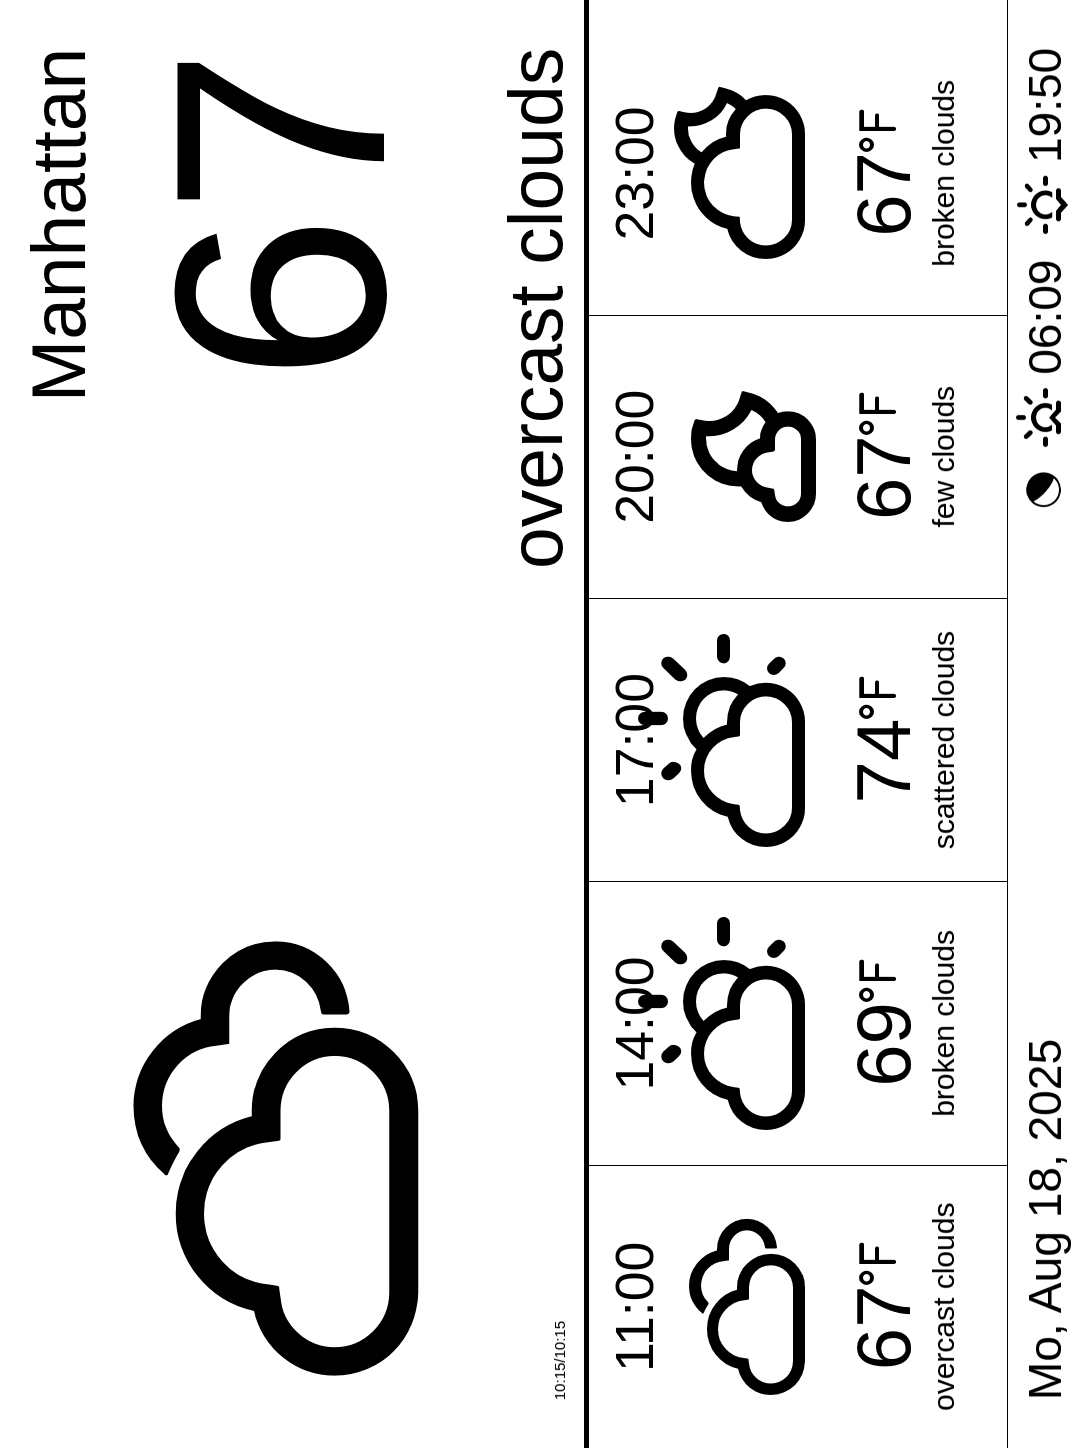 Manhattan
67
overcast clouds
10:15/10:15
11:00
67°F
overcast clouds
14:00
69°F
broken clouds
17:00
74°F
scattered clouds
20:00
67°F
few clouds
23:00
67°F
broken clouds
Mo, Aug 18, 2025
06:09
19:50